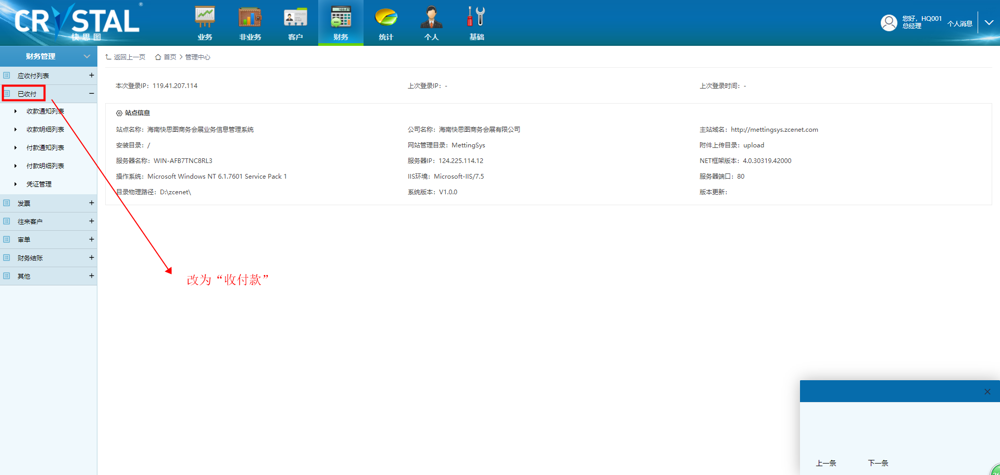 CRYSTAL®
快思图
业务
非业务
客户
财务
统计
个人
基础
您好，HQ001
总经理
个人消息
财务管理
应收付列表
已收付
收款通知列表
收款明细列表
付款通知列表
付款明细列表
凭证管理
发票
往来客户
审单
财务结账
其他
返回上一页 首页 > 管理中心
本次登录IP：119.41.207.114 上次登录IP：- 上次登录时间：-
站点信息
站点名称：海南快思图商务会展业务信息管理系统 公司名称：海南快思图商务会展有限公司 主站域名：http://mettingsys.zcenet.com
安装目录：/ 网站管理目录：MettingSys 附件上传目录：upload
服务器名称：WIN-AFB7TNC8RL3 服务器IP：124.225.114.12 NET框架版本：4.0.30319.42000
操作系统：Microsoft Windows NT 6.1.7601 Service Pack 1 IIS环境：Microsoft-IIS/7.5 服务器端口：80
目录物理路径：D:\zcenet\ 系统版本：V1.0.0 版本更新：
改为“收付款”
上一条 下一条